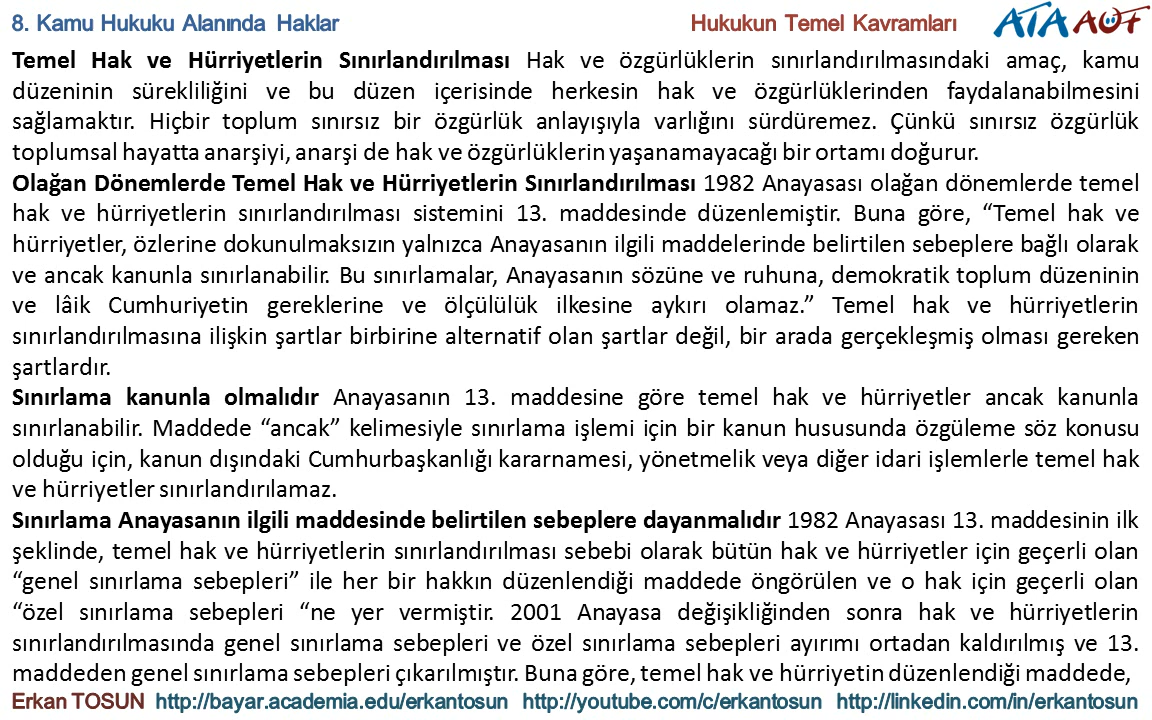 8. Kamu Hukuku Alanında Haklar Hukukun Temel Kavramları ATA AÖF
Temel Hak ve Hürriyetlerin Sınırlandırılması Hak ve özgürlüklerin sınırlandırılmasındaki amaç, kamu
düzeninin sürekliliğini ve bu düzen içerisinde herkesin hak ve özgürlüklerinden faydalanabilmesini
sağlamaktır. Hiçbir toplum sınırsız bir özgürlük anlayışıyla varlığını sürdüremez. Çünkü sınırsız özgürlük
toplumsal hayatta anarşiyi, anarşi de hak ve özgürlüklerin yaşanamayacağı bir ortamı doğurur.
Olağan Dönemlerde Temel Hak ve Hürriyetlerin Sınırlandırılması 1982 Anayasası olağan dönemlerde temel
hak ve hürriyetlerin sınırlandırılması sistemini 13. maddesinde düzenlemiştir. Buna göre, “Temel hak ve
hürriyetler, özlerine dokunulmaksızın yalnızca Anayasanın ilgili maddelerinde belirtilen sebeplere bağlı olarak
ve ancak kanunla sınırlanabilir. Bu sınırlamalar, Anayasanın sözüne ve ruhuna, demokratik toplum düzeninin
ve lâik Cumhuriyetin gereklerine ve ölçülülük ilkesine aykırı olamaz.” Temel hak ve hürriyetlerin
sınırlandırılmasına ilişkin şartlar birbirine alternatif olan şartlar değil, bir arada gerçekleşmiş olması gereken
şartlardır.
Sınırlama kanunla olmalıdır Anayasanın 13. maddesine göre temel hak ve hürriyetler ancak kanunla
sınırlanabilir. Maddede “ancak” kelimesiyle sınırlama işlemi için bir kanun hususunda özgüleme söz konusu
olduğu için, kanun dışındaki Cumhurbaşkanlığı kararnamesi, yönetmelik veya diğer idari işlemlerle temel hak
ve hürriyetler sınırlandırılamaz.
Sınırlama Anayasanın ilgili maddesinde belirtilen sebeplere dayanmalıdır 1982 Anayasası 13. maddesinin ilk
şeklinde, temel hak ve hürriyetlerin sınırlandırılması sebebi olarak bütün hak ve hürriyetler için geçerli olan
“genel sınırlama sebepleri” ile her bir hakkın düzenlendiği maddede öngörülen ve o hak için geçerli olan
“özel sınırlama sebepleri “ne yer vermiştir. 2001 Anayasa değişikliğinden sonra hak ve hürriyetlerin
sınırlandırılmasında genel sınırlama sebepleri ve özel sınırlama sebepleri ayırımı ortadan kaldırılmış ve 13.
maddeden genel sınırlama sebepleri çıkarılmıştır. Buna göre, temel hak ve hürriyetin düzenlendiği maddede,
Erkan TOSUN http://bayar.academia.edu/erkantosun http://youtube.com/c/erkantosun http://linkedin.com/in/erkantosun